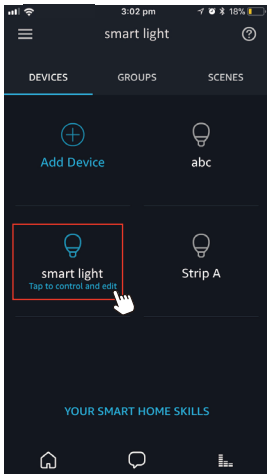 3:02 pm
18%
smart light
DEVICES
GROUPS
SCENES
Add Device
abc
smart light
Tap to control and edit
Strip A
YOUR SMART HOME SKILLS